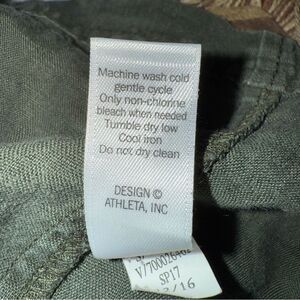 Machine wash cold
gentle cycle
Only non-chlorine
bleach when needed
Tumble dry low
Cool iron
Do not dry clean
DESIGN ©
ATHLETA, INC
SP17